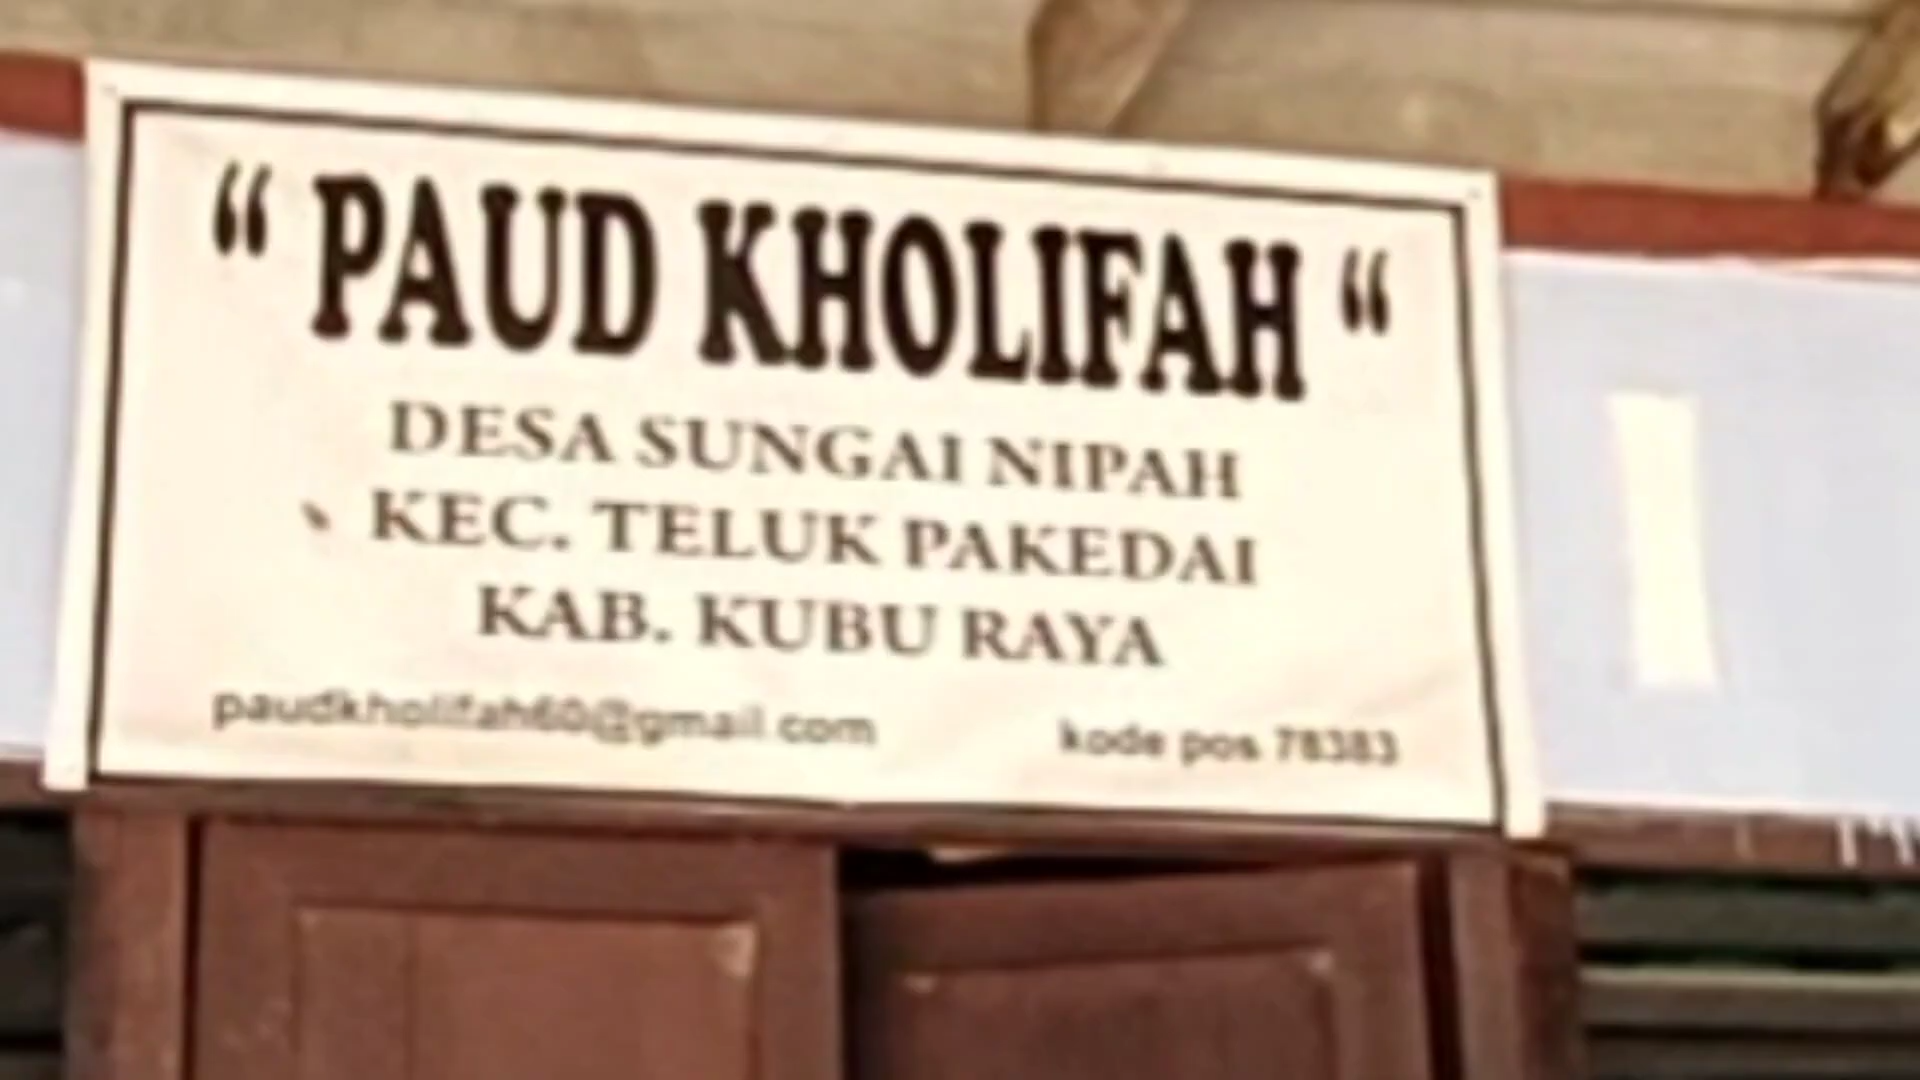 “ PAUD KHOLIFAH “
DESA SUNGAI NIPAH
KEC. TELUK PAKEDAI
KAB. KUBU RAYA
paudkholifah60@gmail.com kode pos 78383